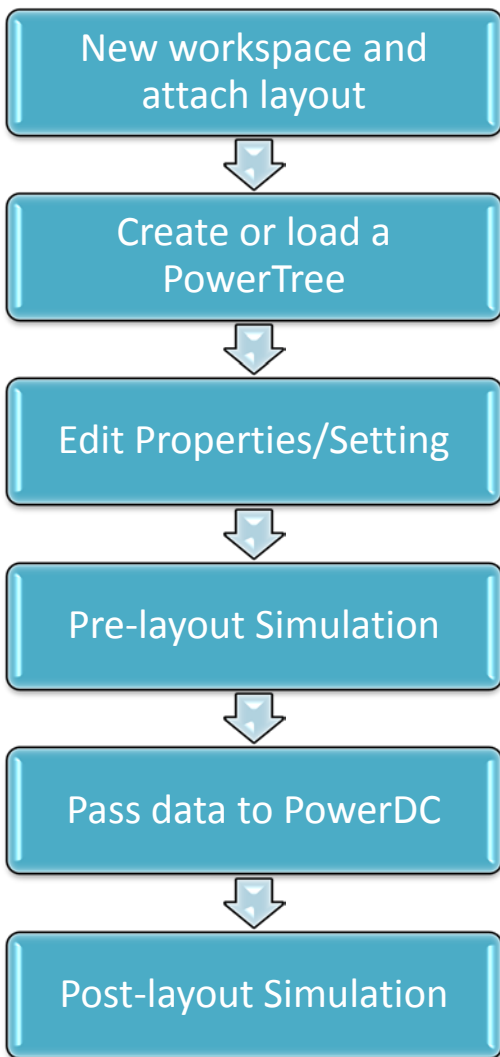 New workspace and
attach layout
Create or load a
PowerTree
Edit Properties/Setting
Pre-layout Simulation
Pass data to PowerDC
Post-layout Simulation